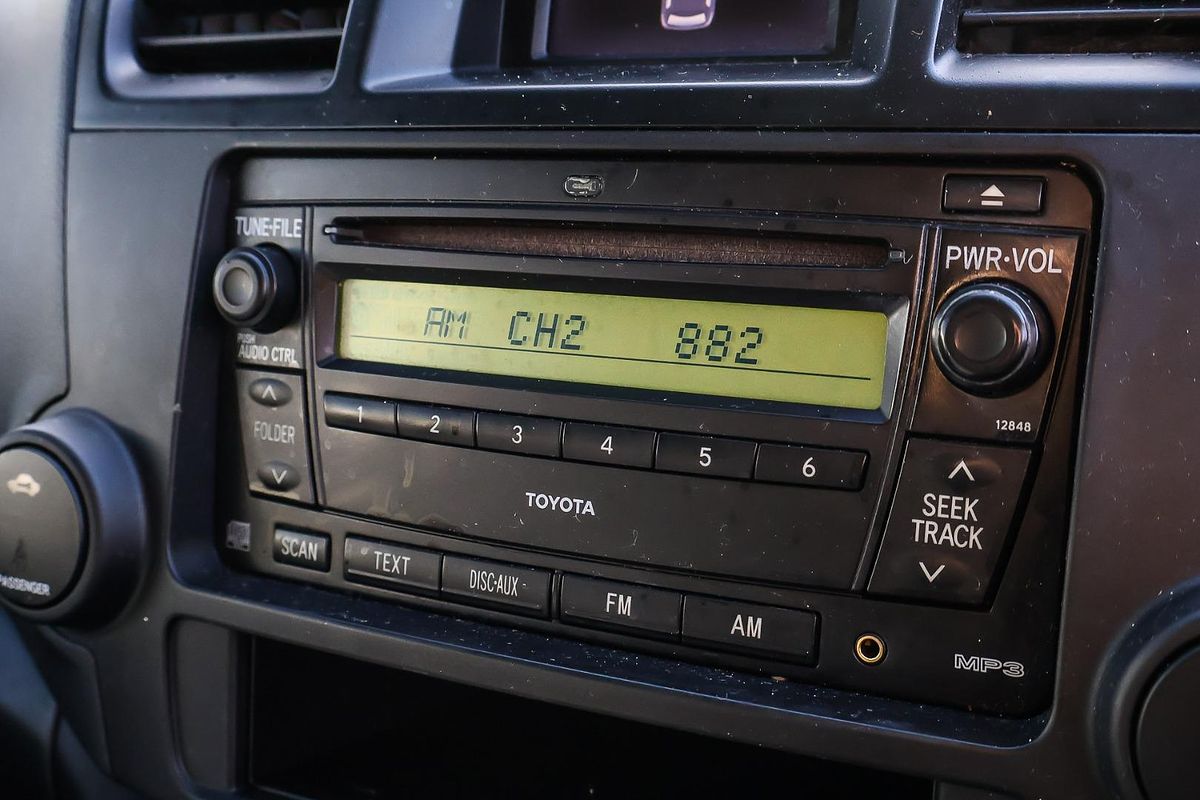 TUNE·FILE
PWR·VOL
AM CH2 882
PUSH
AUDIO CTRL
FOLDER
1 2 3 4 5 6
12848
TOYOTA
SEEK
TRACK
SCAN
TEXT
DISC·AUX
FM
AM
MP3
A
PASSENGER